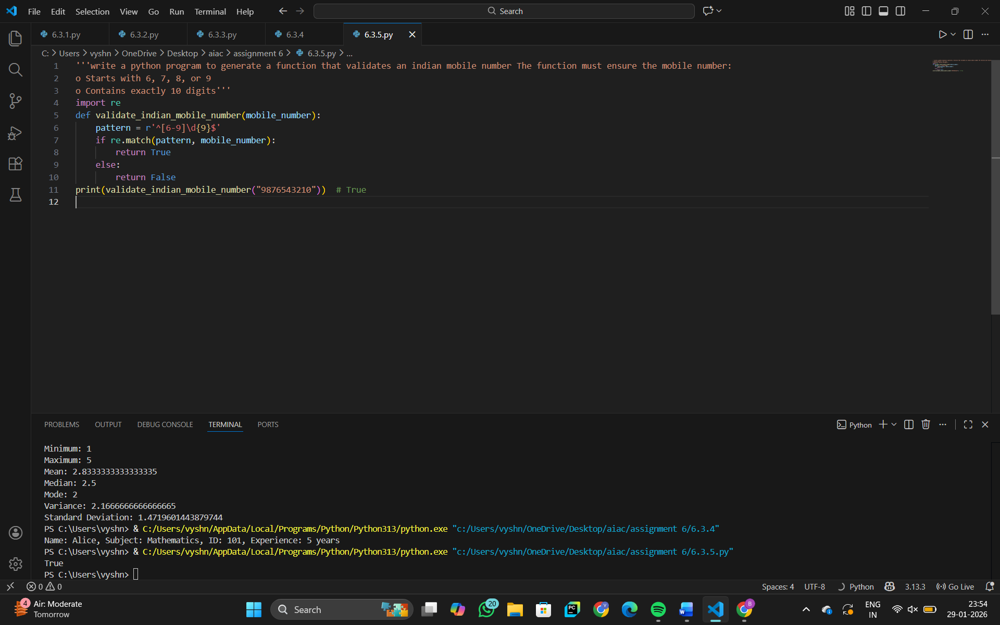 File Edit Selection View Go Run Terminal Help
Search
6.3.1.py 6.3.2.py 6.3.3.py 6.3.4 6.3.5.py
C: > Users > vyshn > OneDrive > Desktop > aiac > assignment 6 > 6.3.5.py > ...
1 '''write a python program to generate a function that validates an indian mobile number The function must ensure the mobile number:
2 o Starts with 6, 7, 8, or 9
3 o Contains exactly 10 digits'''
4 import re
5 def validate_indian_mobile_number(mobile_number):
6     pattern = r'^[6-9]\d{9}$'
7     if re.match(pattern, mobile_number):
8         return True
9     else:
10         return False
11 print(validate_indian_mobile_number("9876543210"))  # True
12
PROBLEMS OUTPUT DEBUG CONSOLE TERMINAL PORTS
Python
Minimum: 1
Maximum: 5
Mean: 2.8333333333333335
Median: 2.5
Mode: 2
Variance: 2.1666666666666665
Standard Deviation: 1.4719601443879744
PS C:\Users\vyshn> & C:/Users/vyshn/AppData/Local/Programs/Python/Python313/python.exe "c:/Users/vyshn/OneDrive/Desktop/aiac/assignment 6/6.3.4"
Name: Alice, Subject: Mathematics, ID: 101, Experience: 5 years
PS C:\Users\vyshn> & C:/Users/vyshn/AppData/Local/Programs/Python/Python313/python.exe "c:/Users/vyshn/OneDrive/Desktop/aiac/assignment 6/6.3.5.py"
True
PS C:\Users\vyshn>
0 0 Spaces: 4 UTF-8 Python 3.13.3 Go Live
4 Air: Moderate
Tomorrow
Search
20
PC
V
W
B
ENG
IN
23:54
29-01-2026